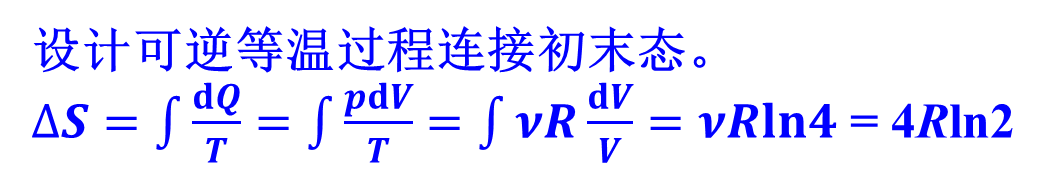 设计可逆等温过程连接初末态。
ΔS = ∫ dQ/T = ∫ pdV/T = ∫ νR dV/V = νRln4 = 4Rln2